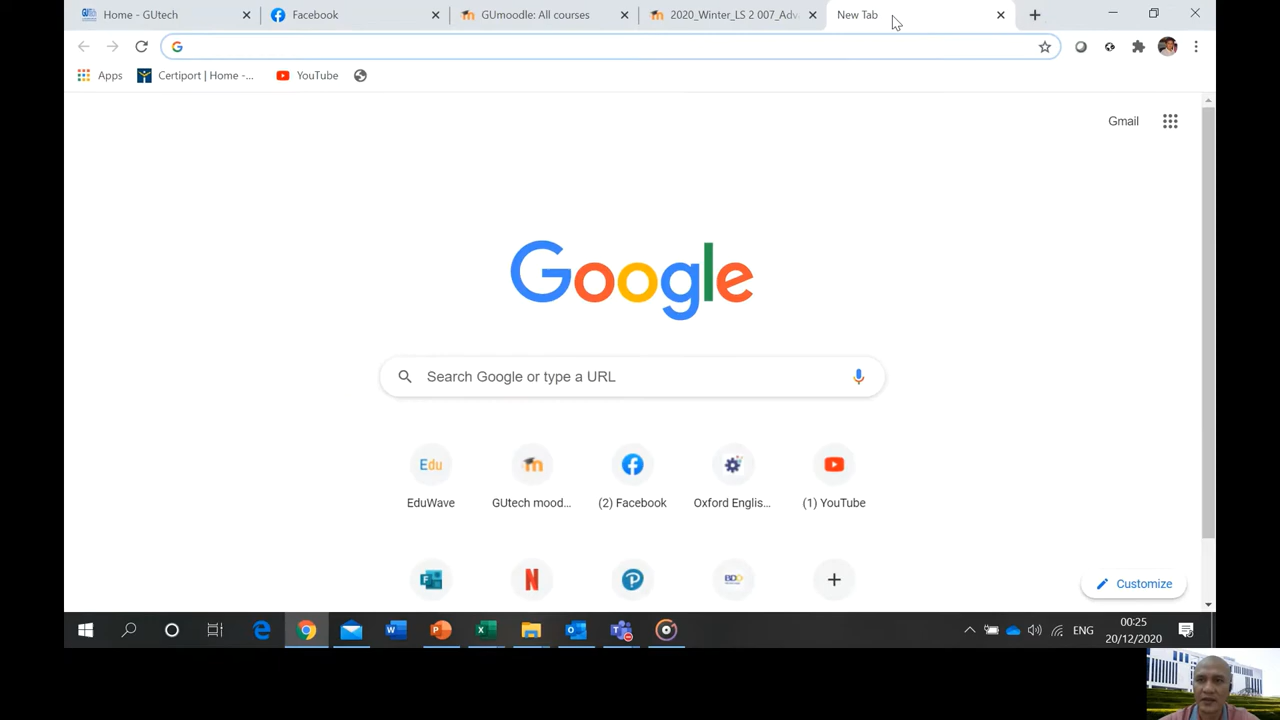 Home - GUtech
Facebook
GUmoodle: All courses
2020_Winter_LS 2 007_Adv
New Tab
Apps
Certiport | Home -...
YouTube
Gmail
Google
Search Google or type a URL
Edu
EduWave
GUtech mood...
(2) Facebook
Oxford Englis...
(1) YouTube
BDO
Customize
ENG
00:25
20/12/2020